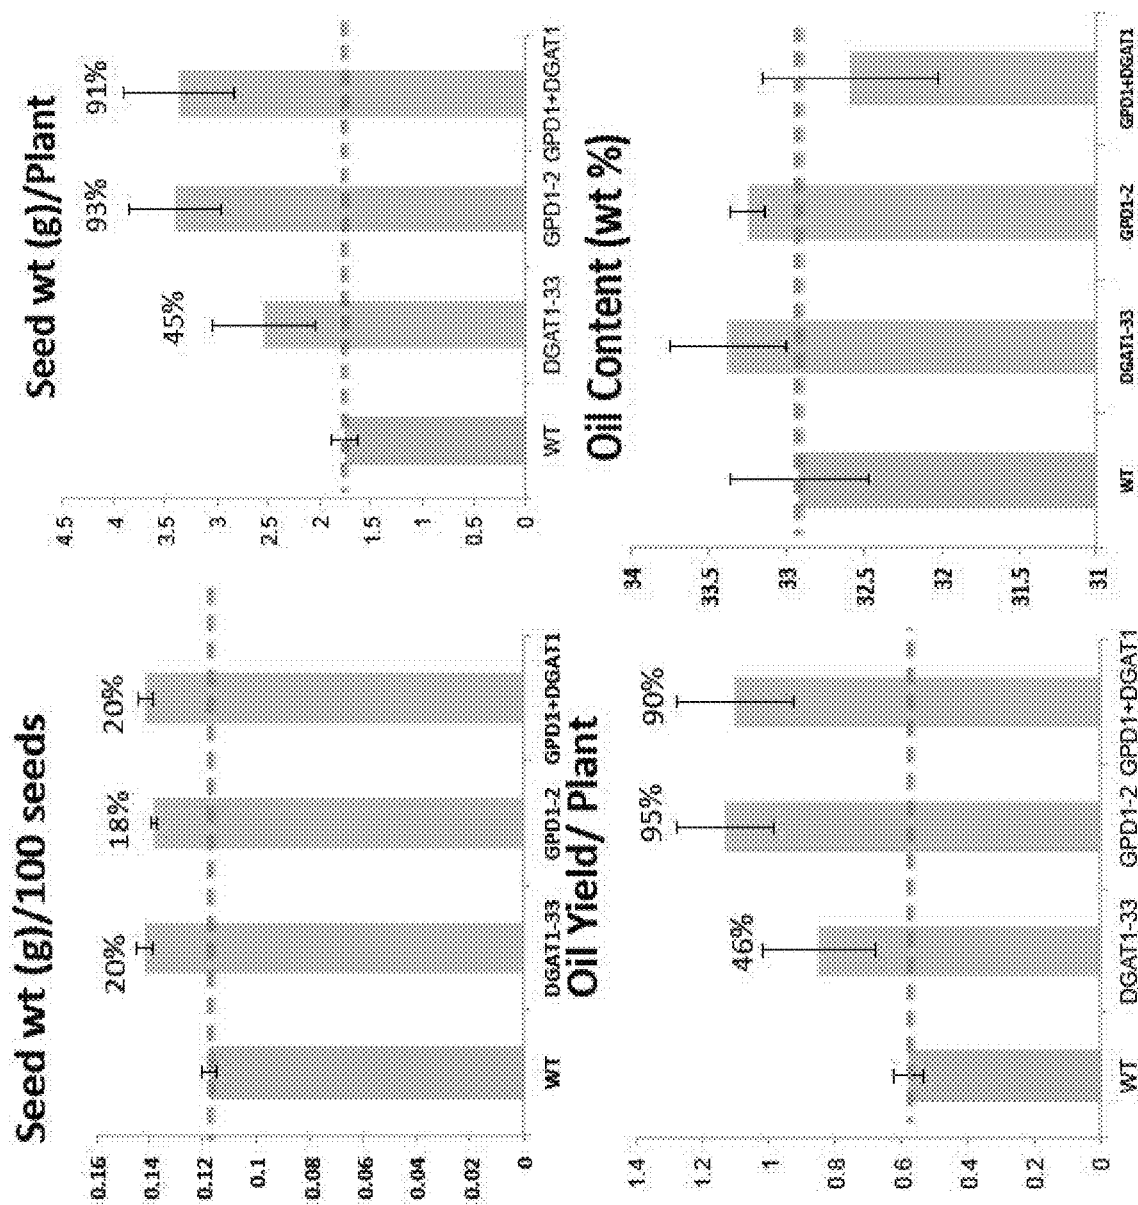 Seed wt (g)/100 seeds
0.16
0.14
0.12
0.1
0.08
0.06
0.04
0.02
0
20%
18%
20%
WT
DGAT1-33
GPD1-2
GPD1+DGAT1
Seed wt (g)/Plant
4.5
4
3.5
3
2.5
2
1.5
1
0.5
0
45%
93%
91%
WT
DGAT1-33
GPD1-2
GPD1+DGAT1
Oil Yield/ Plant
1.4
1.2
1
0.8
0.6
0.4
0.2
0
46%
95%
90%
WT
DGAT1-33
GPD1-2
GPD1+DGAT1
Oil Content (wt %)
34
33.5
33
32.5
32
31.5
31
WT
DGAT1-33
GPD1-2
GPD1+DGAT1